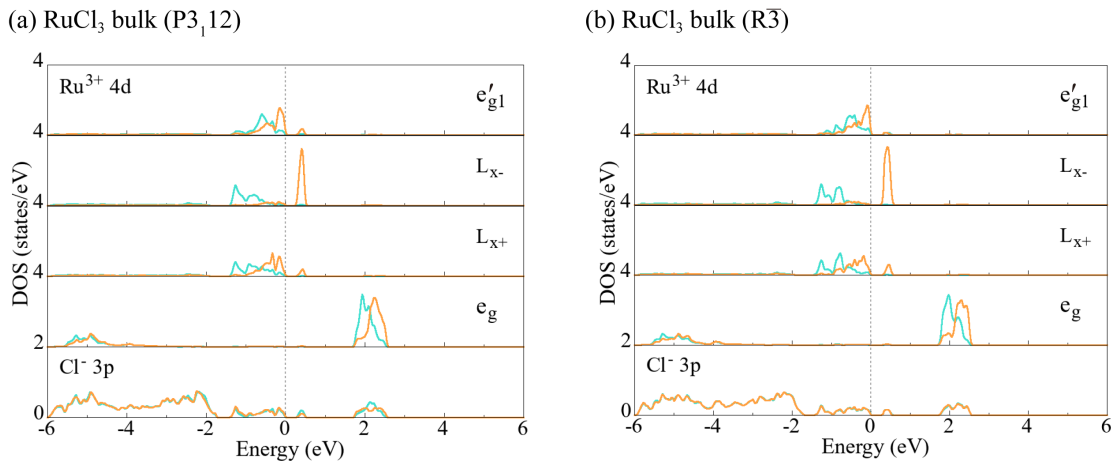 (a) RuCl₃ bulk (P3₁12)
4
Ru³⁺ 4d
e′g1
4
Lx-
4
Lx+
4
eg
2
Cl⁻ 3p
0
-6 -4 -2 0 2 4 6
DOS (states/eV)
Energy (eV)
(b) RuCl₃ bulk (R3̅)
4
Ru³⁺ 4d
e′g1
4
Lx-
4
Lx+
4
eg
2
Cl⁻ 3p
0
-6 -4 -2 0 2 4 6
DOS (states/eV)
Energy (eV)